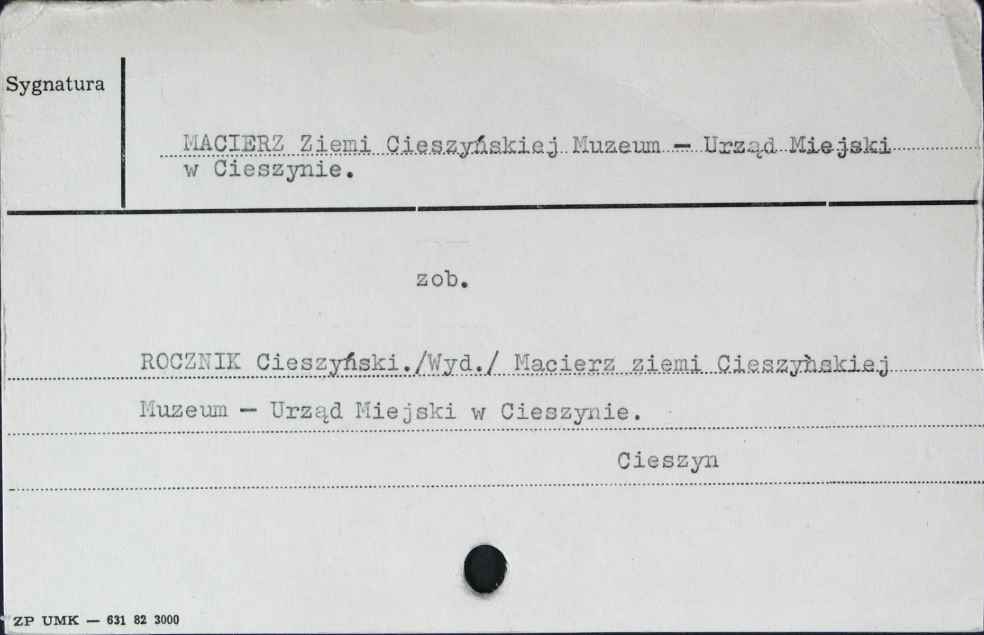 Sygnatura
MACIERZ Ziemi Cieszyńskiej Muzeum - Urząd Miejski
w Cieszynie.
zob.
ROCZNIK Cieszyński./Wyd./ Macierz ziemi Cieszyńskiej
Muzeum - Urząd Miejski w Cieszynie.
Cieszyn
ZP UMK — 631 82 3000